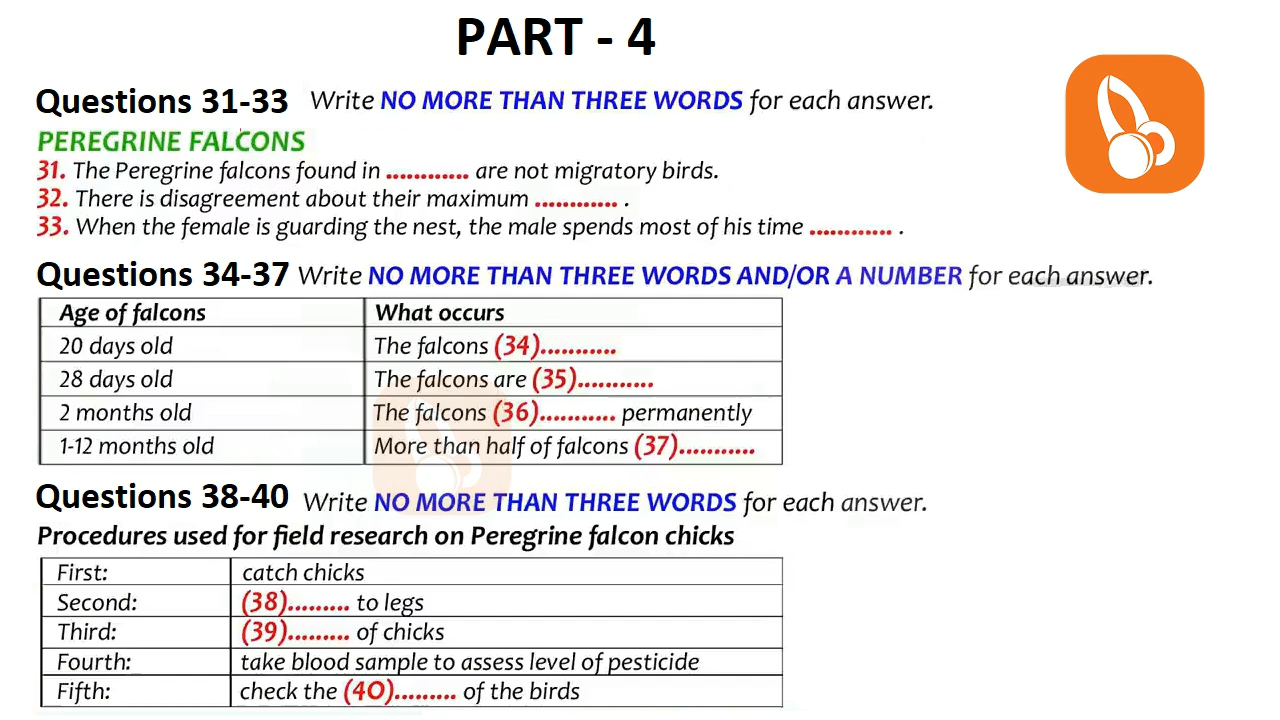 PART - 4
Questions 31-33 Write NO MORE THAN THREE WORDS for each answer.
PEREGRINE FALCONS
31. The Peregrine falcons found in ............ are not migratory birds.
32. There is disagreement about their maximum ............ .
33. When the female is guarding the nest, the male spends most of his time ............ .
Questions 34-37 Write NO MORE THAN THREE WORDS AND/OR A NUMBER for each answer.
Age of falcons What occurs
20 days old The falcons (34)...........
28 days old The falcons are (35)...........
2 months old The falcons (36)........... permanently
1-12 months old More than half of falcons (37)...........
Questions 38-40 Write NO MORE THAN THREE WORDS for each answer.
Procedures used for field research on Peregrine falcon chicks
First: catch chicks
Second: (38)......... to legs
Third: (39)......... of chicks
Fourth: take blood sample to assess level of pesticide
Fifth: check the (40)......... of the birds